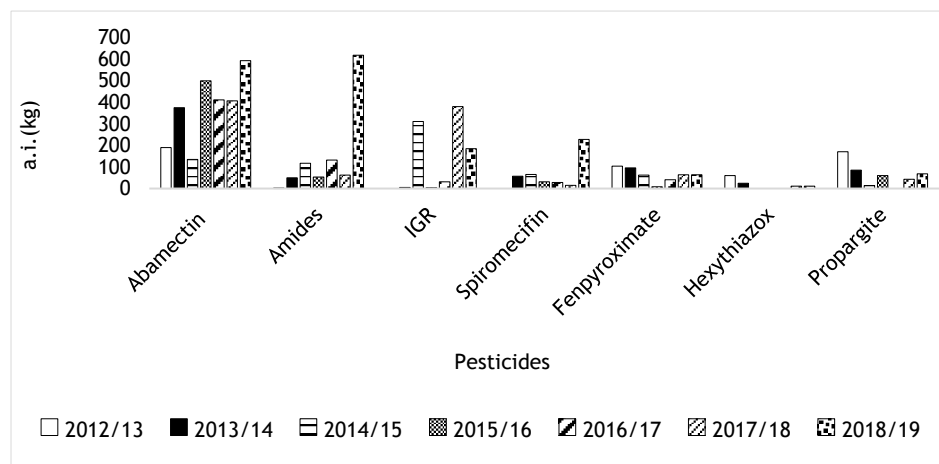 700
600
500
400
300
200
100
0
a.i.(kg)
Abamectin
Amides
IGR
Spiromecifin
Fenpyroximate
Hexythiazox
Propargite
Pesticides
2012/13 2013/14 2014/15 2015/16 2016/17 2017/18 2018/19